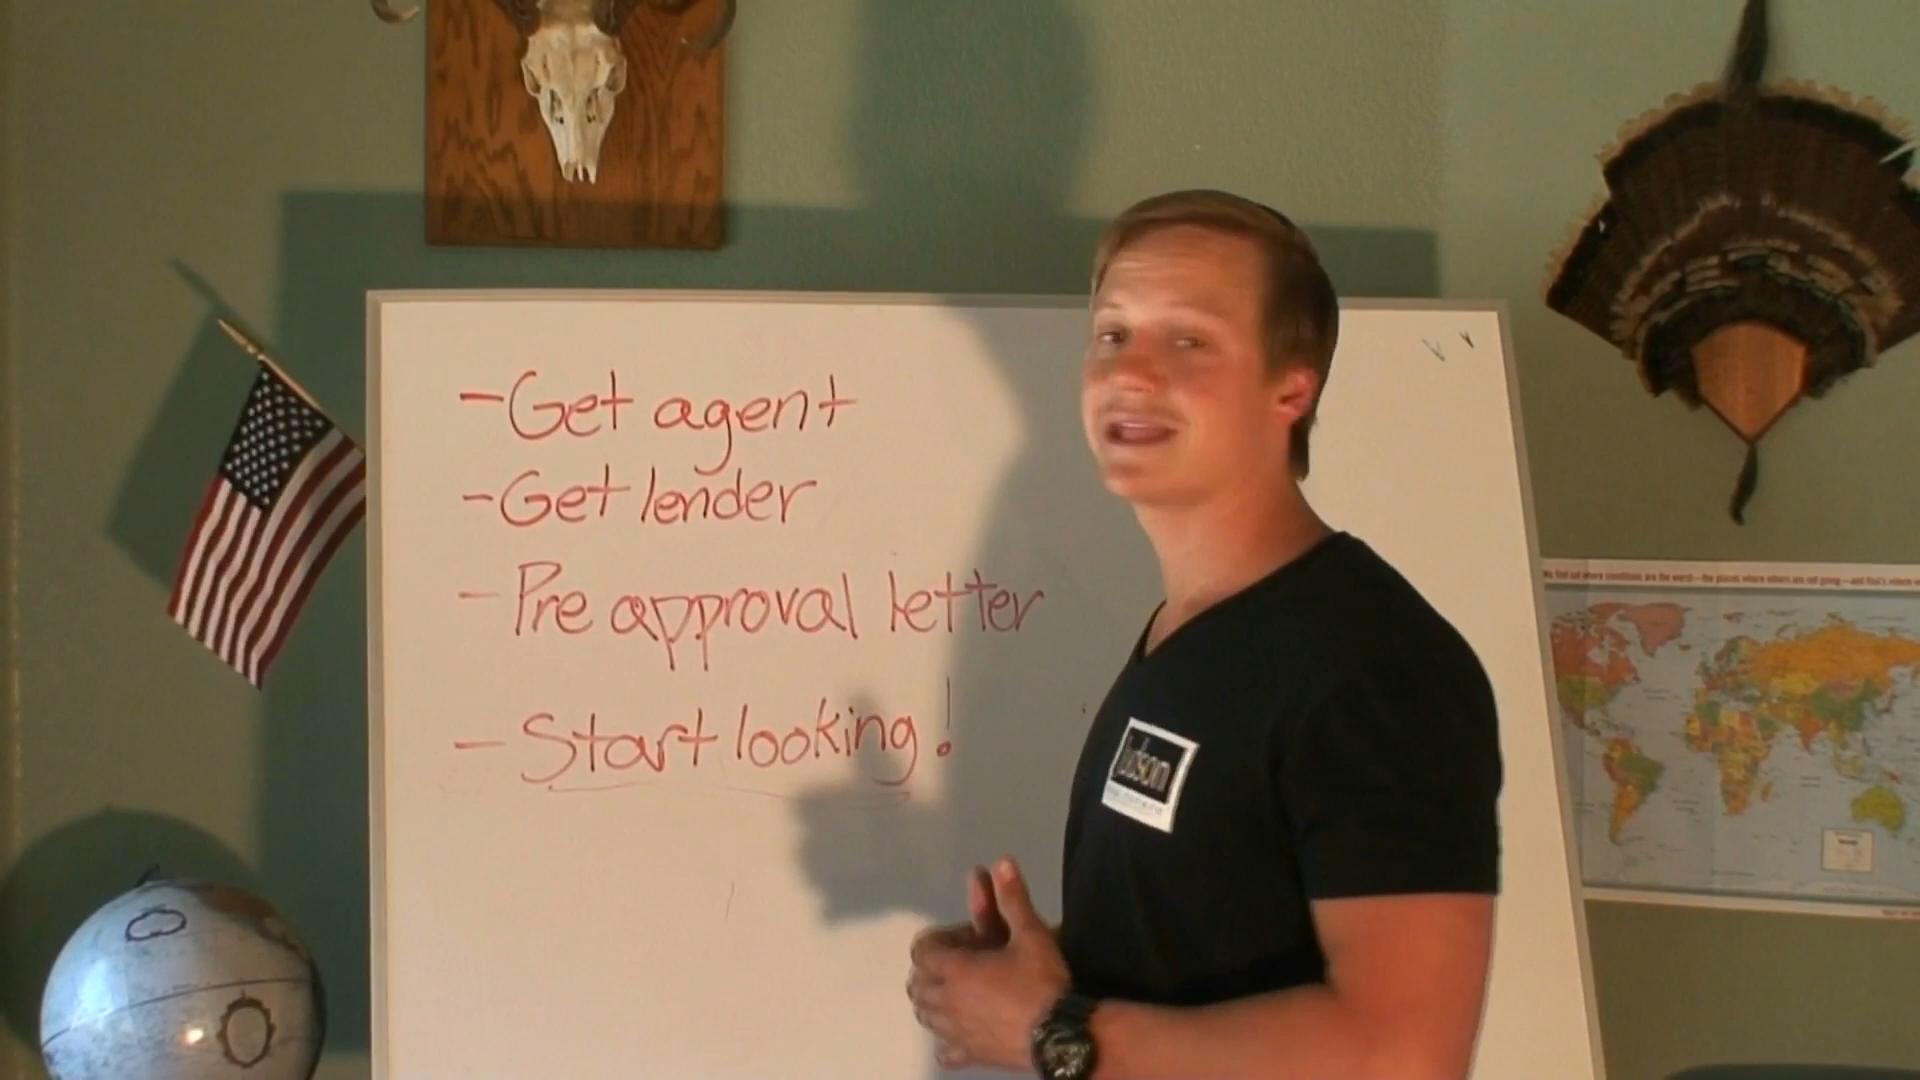 - Get agent
- Get lender
- Pre approval letter
- Start looking!